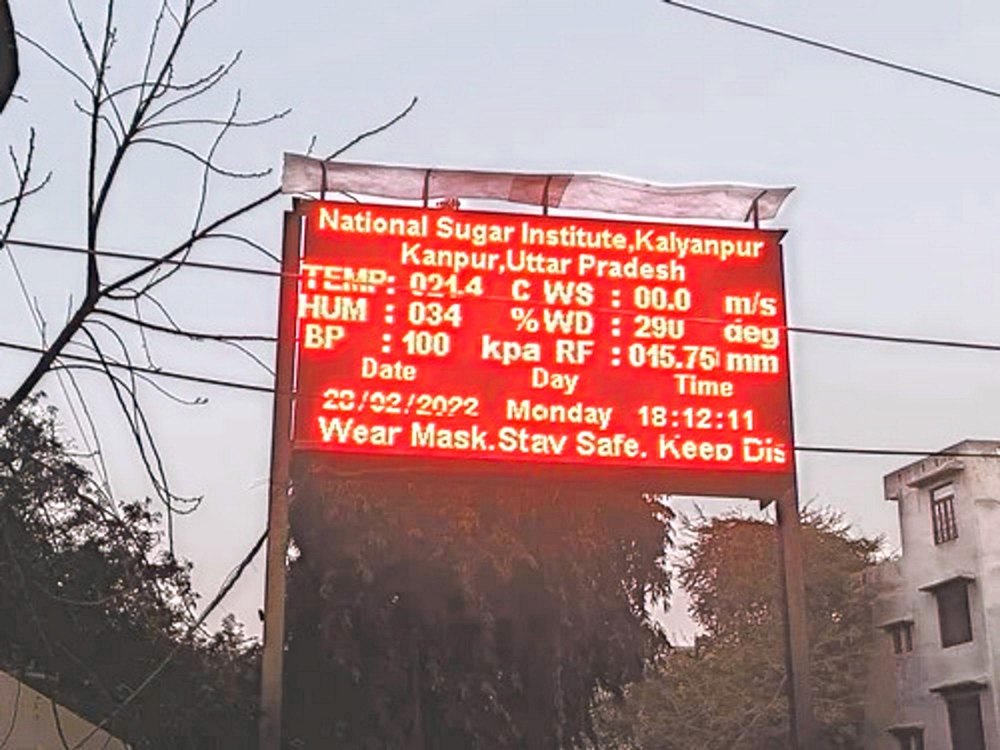 National Sugar Institute,Kalyanpur
Kanpur,Uttar Pradesh
TEMP: 021.4 C WS : 00.0 m/s
HUM : 034 % WD : 290 deg
BP : 100 kpa RF : 015.75 mm
Date Day Time
28/02/2022 Monday 18:12:11
Wear Mask.Stay Safe. Keep Dis